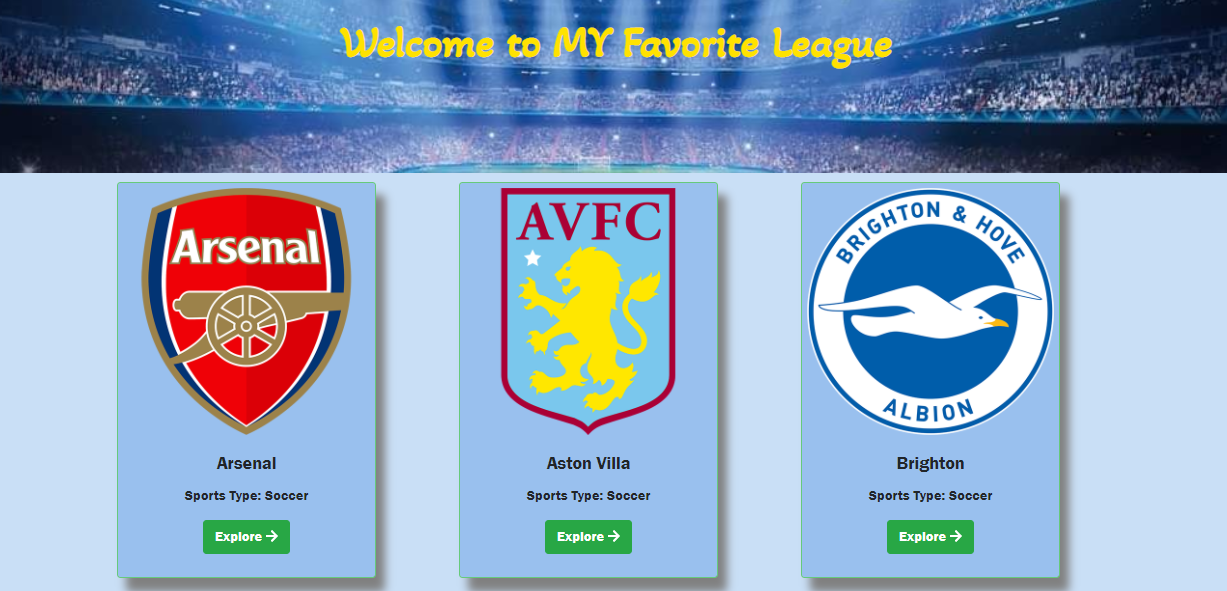 Welcome to MY Favorite League
Arsenal
AVFC
BRIGHTON & HOVE
ALBION
Arsenal
Aston Villa
Brighton
Sports Type: Soccer
Sports Type: Soccer
Sports Type: Soccer
Explore →
Explore →
Explore →